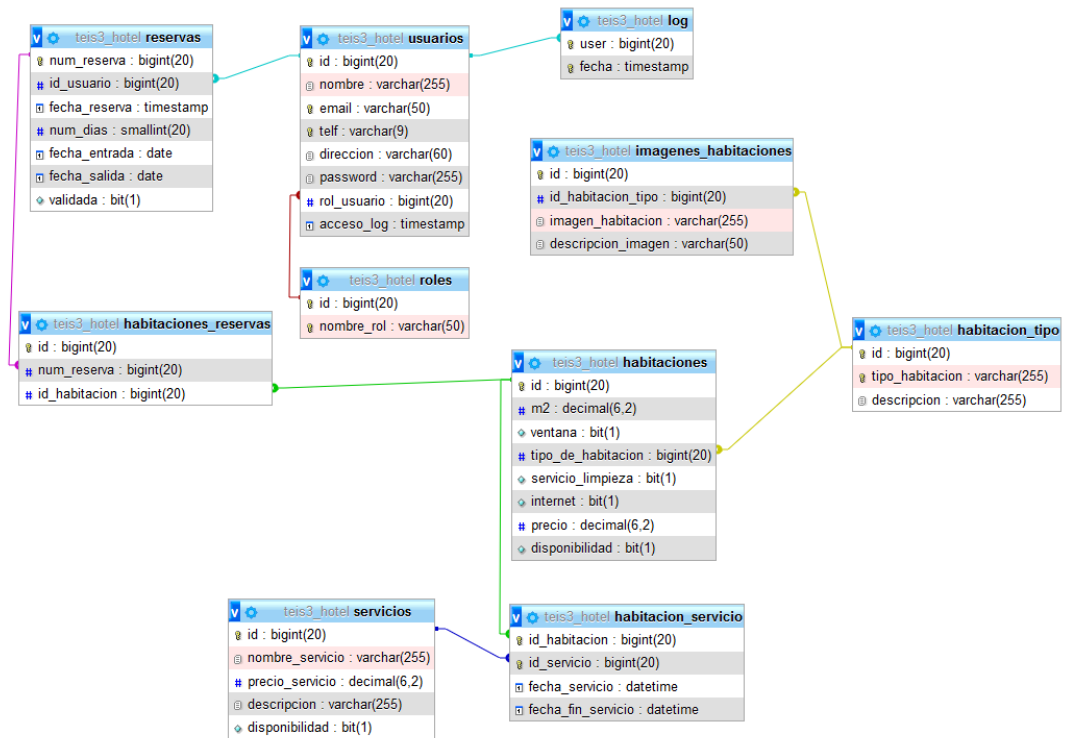 teis3_hotel reservas
num_reserva : bigint(20)
id_usuario : bigint(20)
fecha_reserva : timestamp
num_dias : smallint(20)
fecha_entrada : date
fecha_salida : date
validada : bit(1)
teis3_hotel usuarios
id : bigint(20)
nombre : varchar(255)
email : varchar(50)
telf : varchar(9)
direccion : varchar(60)
password : varchar(255)
rol_usuario : bigint(20)
acceso_log : timestamp
teis3_hotel log
user : bigint(20)
fecha : timestamp
teis3_hotel imagenes_habitaciones
id : bigint(20)
id_habitacion_tipo : bigint(20)
imagen_habitacion : varchar(255)
descripcion_imagen : varchar(50)
teis3_hotel roles
id : bigint(20)
nombre_rol : varchar(50)
teis3_hotel habitaciones_reservas
id : bigint(20)
num_reserva : bigint(20)
id_habitacion : bigint(20)
teis3_hotel habitaciones
id : bigint(20)
m2 : decimal(6,2)
ventana : bit(1)
tipo_de_habitacion : bigint(20)
servicio_limpieza : bit(1)
internet : bit(1)
precio : decimal(6,2)
disponibilidad : bit(1)
teis3_hotel habitacion_tipo
id : bigint(20)
tipo_habitacion : varchar(255)
descripcion : varchar(255)
teis3_hotel servicios
id : bigint(20)
nombre_servicio : varchar(255)
precio_servicio : decimal(6,2)
descripcion : varchar(255)
disponibilidad : bit(1)
teis3_hotel habitacion_servicio
id_habitacion : bigint(20)
id_servicio : bigint(20)
fecha_servicio : datetime
fecha_fin_servicio : datetime